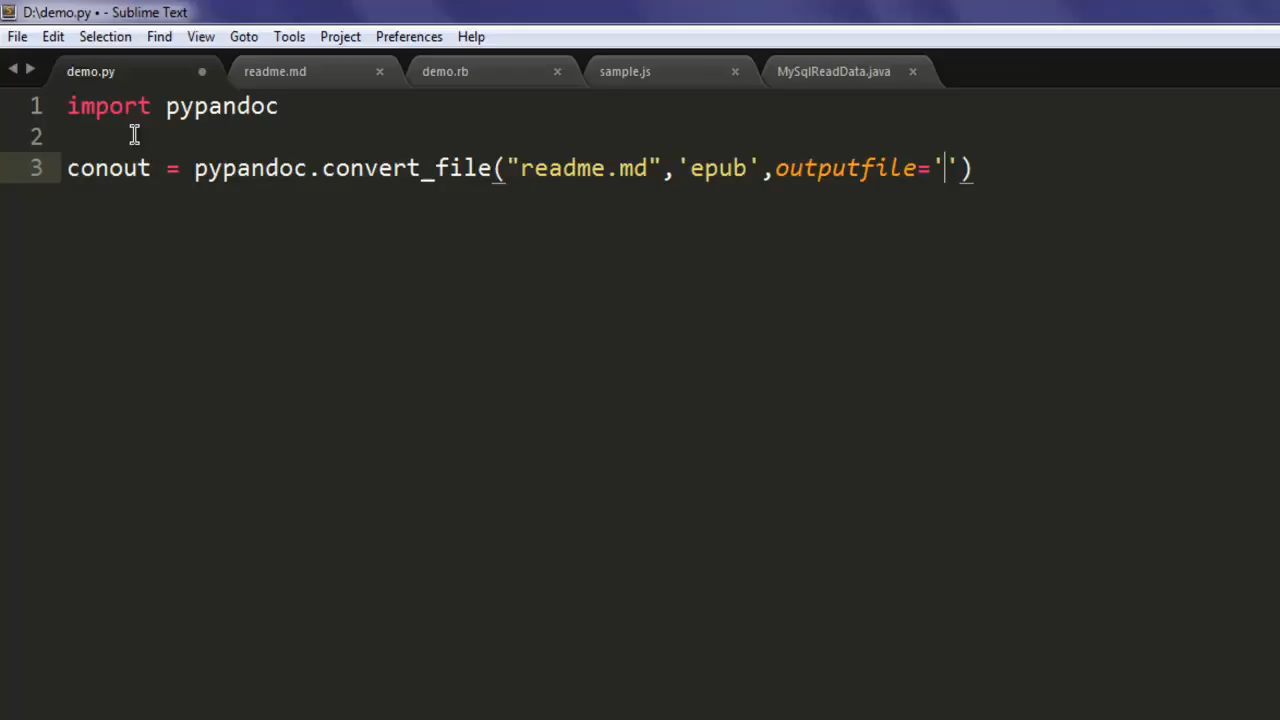 D:\demo.py • - Sublime Text
File Edit Selection Find View Goto Tools Project Preferences Help
demo.py readme.md demo.rb sample.js MySqlReadData.java
1 import pypandoc
2
3 conout = pypandoc.convert_file("readme.md",'epub',outputfile='')